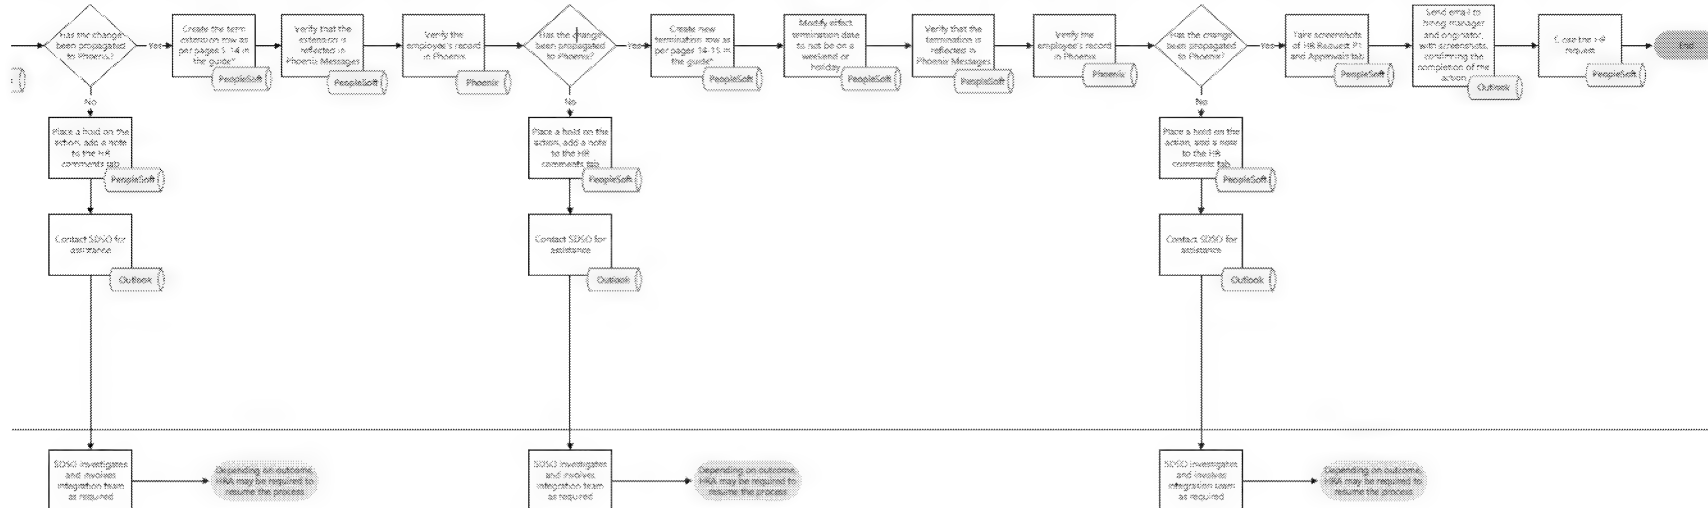 Has the change
been propagated
to Phoenix?
Yes
Create the term
extension row as
per pages 5-14 in
the guide*
PeopleSoft
Verify that the
extension is
reflected in
Phoenix Messages
PeopleSoft
Verify the
employee's record
in Phoenix
Phoenix
Has the change
been propagated
to Phoenix?
Yes
Create new
termination row as
per pages 14-15 in
the guide*
PeopleSoft
Modify effect.
termination date
to not be on a
weekend or
holiday
PeopleSoft
Verify that the
termination is
reflected in
Phoenix Messages
PeopleSoft
Verify the
employee's record
in Phoenix
Phoenix
Has the change
been propagated
to Phoenix?
Yes
Take screenshots
of HR Request P1
and Approvals tab
PeopleSoft
Send email to
hiring manager
and originator,
with screenshots,
confirming the
completion of the
action
Outlook
Close the HR
request
PeopleSoft
End
No
Place a hold on the
action, add a note
to the HR
comments tab
PeopleSoft
Contact SDSO for
assistance
Outlook
No
Place a hold on the
action, add a note
to the HR
comments tab
PeopleSoft
Contact SDSO for
assistance
Outlook
No
Place a hold on the
action, add a note
to the HR
comments tab
PeopleSoft
Contact SDSO for
assistance
Outlook
SDSO investigates
and involves
integration team
as required
Depending on outcome,
HRA may be required to
resume the process
SDSO investigates
and involves
integration team
as required
Depending on outcome,
HRA may be required to
resume the process
SDSO investigates
and involves
integration team
as required
Depending on outcome,
HRA may be required to
resume the process